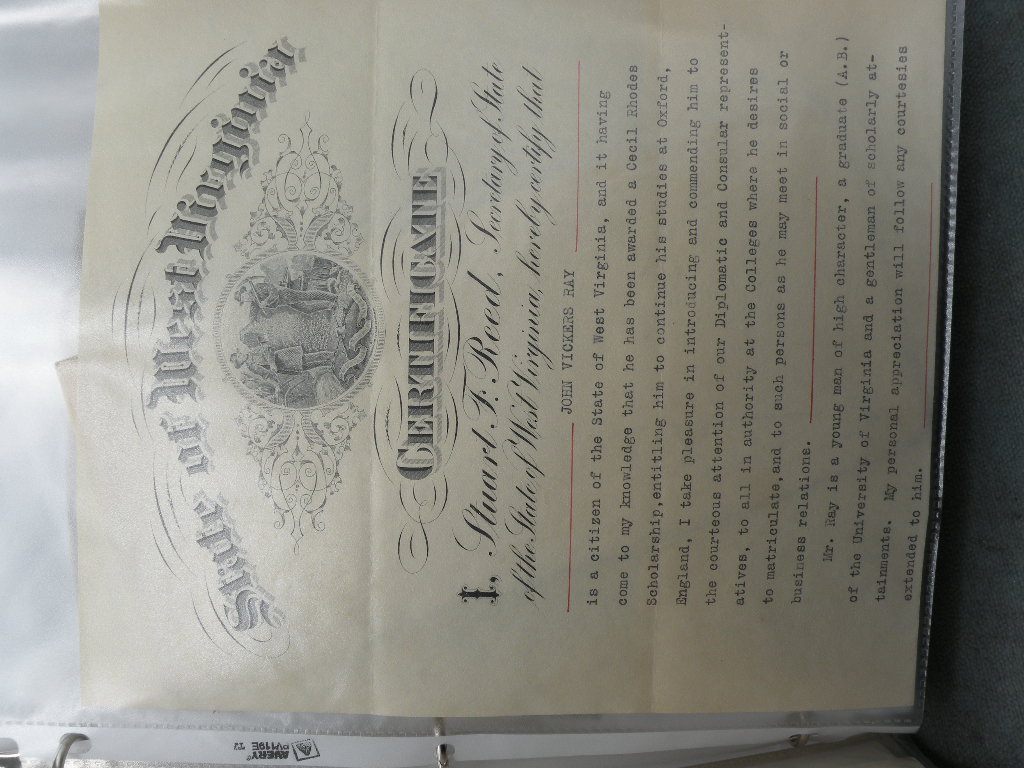 State of West Virginia,
CERTIFICATE
I, Stuart F. Reed, Secretary of State
of the State of West Virginia, hereby certify that
JOHN VICKERS RAY
is a citizen of the State of West Virginia, and it having
come to my knowledge that he has been awarded a Cecil Rhodes
Scholarship,entitling him to continue his studies at Oxford,
England, I take pleasure in introducing and commending him to
the courteous attention of our Diplomatic and Consular represent-
atives, to all in authority at the Colleges where he desires
to matriculate,and to such persons as he may meet in social or
business relations.
Mr. Ray is a young man of high character, a graduate (A.B.)
of the University of Virginia and a gentleman of scholarly at-
tainments. My personal appreciation will follow any courtesies
extended to him.
AVERY
PV119E